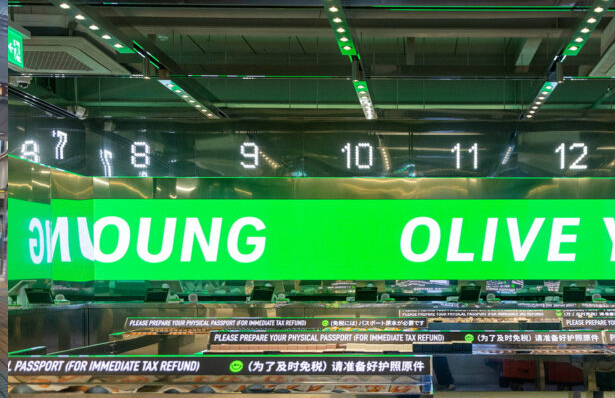 7 8 9 10 11 12
YOUNG OLIVE Y
PLEASE PREPARE YOUR PHYSICAL PASSPORT (FOR IMMEDIATE TAX REFUND) (免税には) パスポート原本が必要です
PLEASE PREPARE YOUR PHYSICAL PASSPORT (FOR IMMEDIATE TAX REFUND) (为了及时免税) 请准备好护照原件
L PASSPORT (FOR IMMEDIATE TAX REFUND) (为了及时免税) 请准备好护照原件